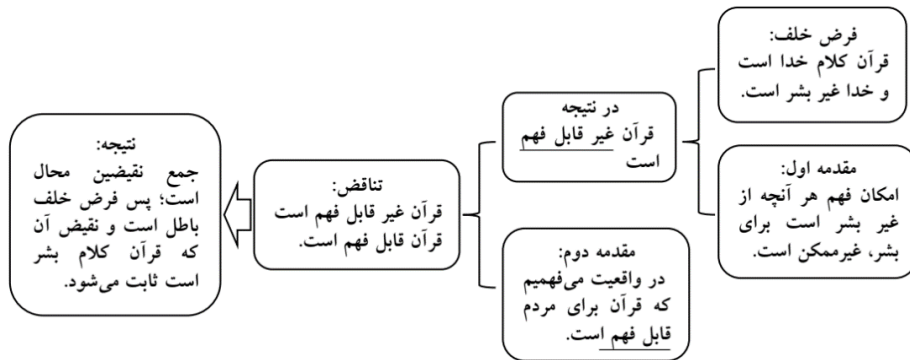 فرض خلف:
قرآن کلام خدا است
و خدا غیر بشر است.
مقدمه اول:
امکان فهم هر آنچه از
غیر بشر است برای
بشر، غیرممکن است.
در نتیجه
قرآن غیر قابل فهم
است
مقدمه دوم:
در واقعیت می‌فهمیم
که قرآن برای مردم
قابل فهم است.
تناقض:
قرآن غیر قابل فهم است
قرآن قابل فهم است.
نتیجه:
جمع نقیضین محال
است؛ پس فرض خلف
باطل است و نقیض آن
که قرآن کلام بشر
است ثابت می‌شود.